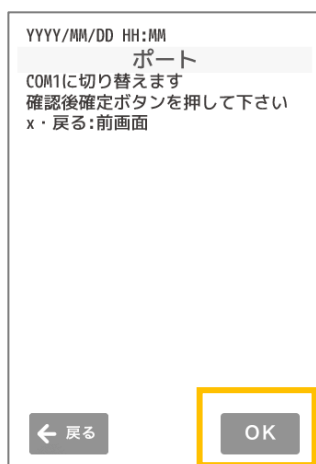 YYYY/MM/DD HH:MM
ポート
COM1に切り替えます
確認後確定ボタンを押して下さい
x・戻る:前画面
戻る
OK